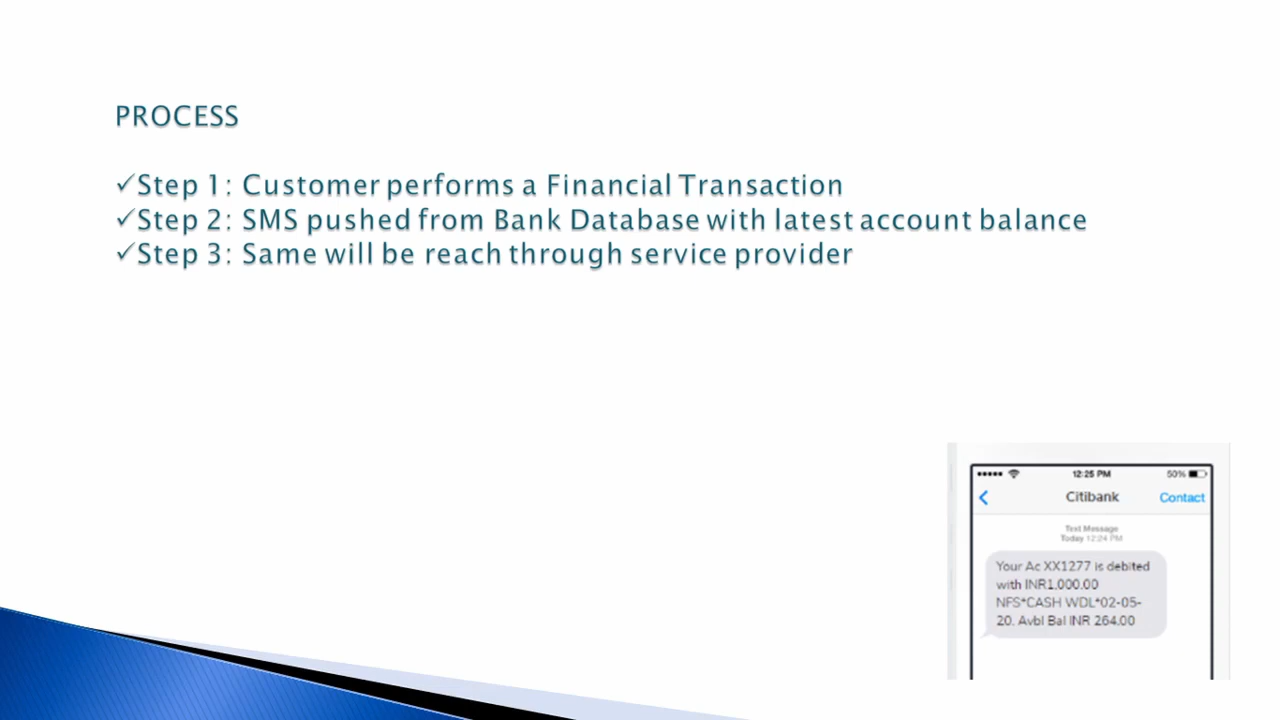 PROCESS
✓Step 1: Customer performs a Financial Transaction
✓Step 2: SMS pushed from Bank Database with latest account balance
✓Step 3: Same will be reach through service provider
12:25 PM
50%
Citibank
Contact
Text Message
Today 12:24 PM
Your Ac XX1277 is debited
with INR1,000.00
NFS*CASH WDL*02-05-
20. Avbl Bal INR 264.00